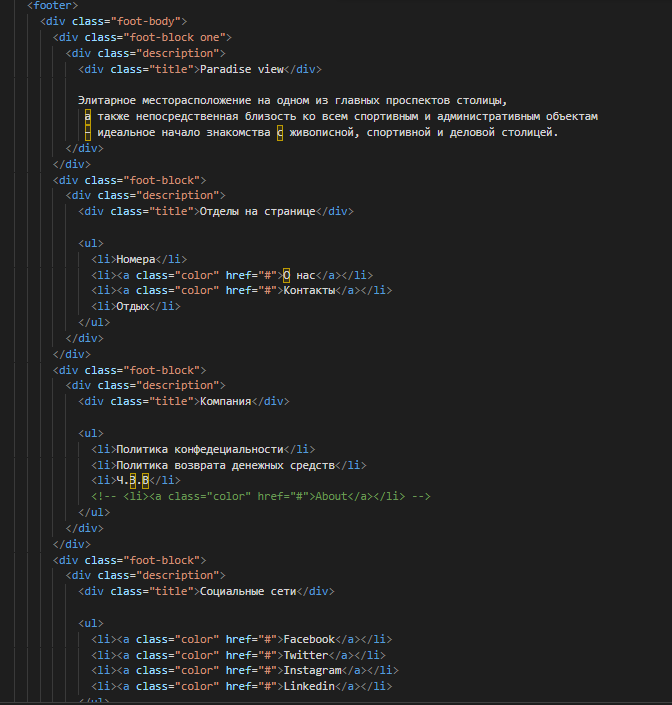 <footer>
<div class="foot-body">
<div class="foot-block one">
<div class="description">
<div class="title">Paradise view</div>
Элитарное месторасположение на одном из главных проспектов столицы,
а также непосредственная близость ко всем спортивным и административным объектам
- идеальное начало знакомства с живописной, спортивной и деловой столицей.
</div>
</div>
<div class="foot-block">
<div class="description">
<div class="title">Отделы на странице</div>
<ul>
<li>Номера</li>
<li><a class="color" href="#">О нас</a></li>
<li><a class="color" href="#">Контакты</a></li>
<li>Отдых</li>
</ul>
</div>
</div>
<div class="foot-block">
<div class="description">
<div class="title">Компания</div>
<ul>
<li>Политика конфедециальности</li>
<li>Политика возврата денежных средств</li>
<li>Ч.З.В</li>
<!-- <li><a class="color" href="#">About</a></li> -->
</ul>
</div>
</div>
<div class="foot-block">
<div class="description">
<div class="title">Социальные сети</div>
<ul>
<li><a class="color" href="#">Facebook</a></li>
<li><a class="color" href="#">Twitter</a></li>
<li><a class="color" href="#">Instagram</a></li>
<li><a class="color" href="#">Linkedin</a></li>
</ul>